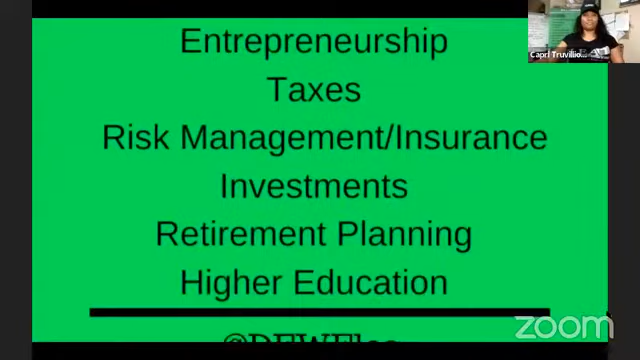 Entrepreneurship
Taxes
Risk Management/Insurance
Investments
Retirement Planning
Higher Education
zoom